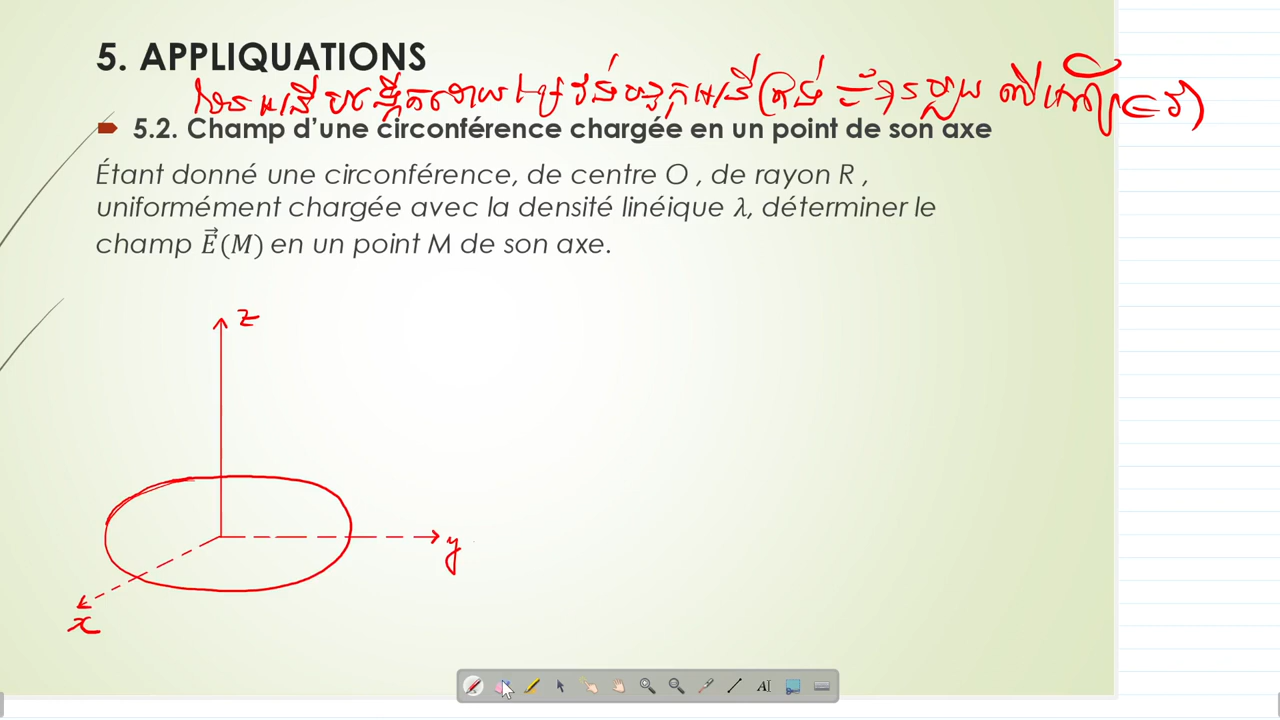 5. APPLIQUATIONS
5.2. Champ d’une circonférence chargée en un point de son axe
Étant donné une circonférence, de centre O , de rayon R ,
uniformément chargée avec la densité linéique λ, déterminer le
champ E⃗(M) en un point M de son axe.
z
y
x
AI